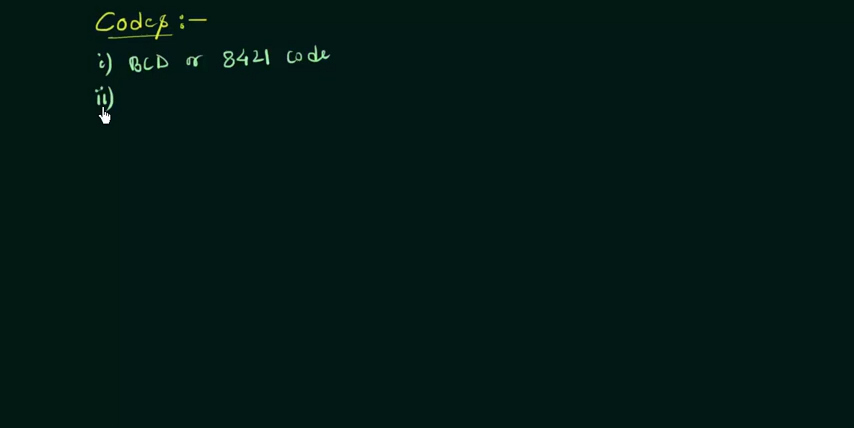 Codes :-
i) BCD or 8421 code
ii)